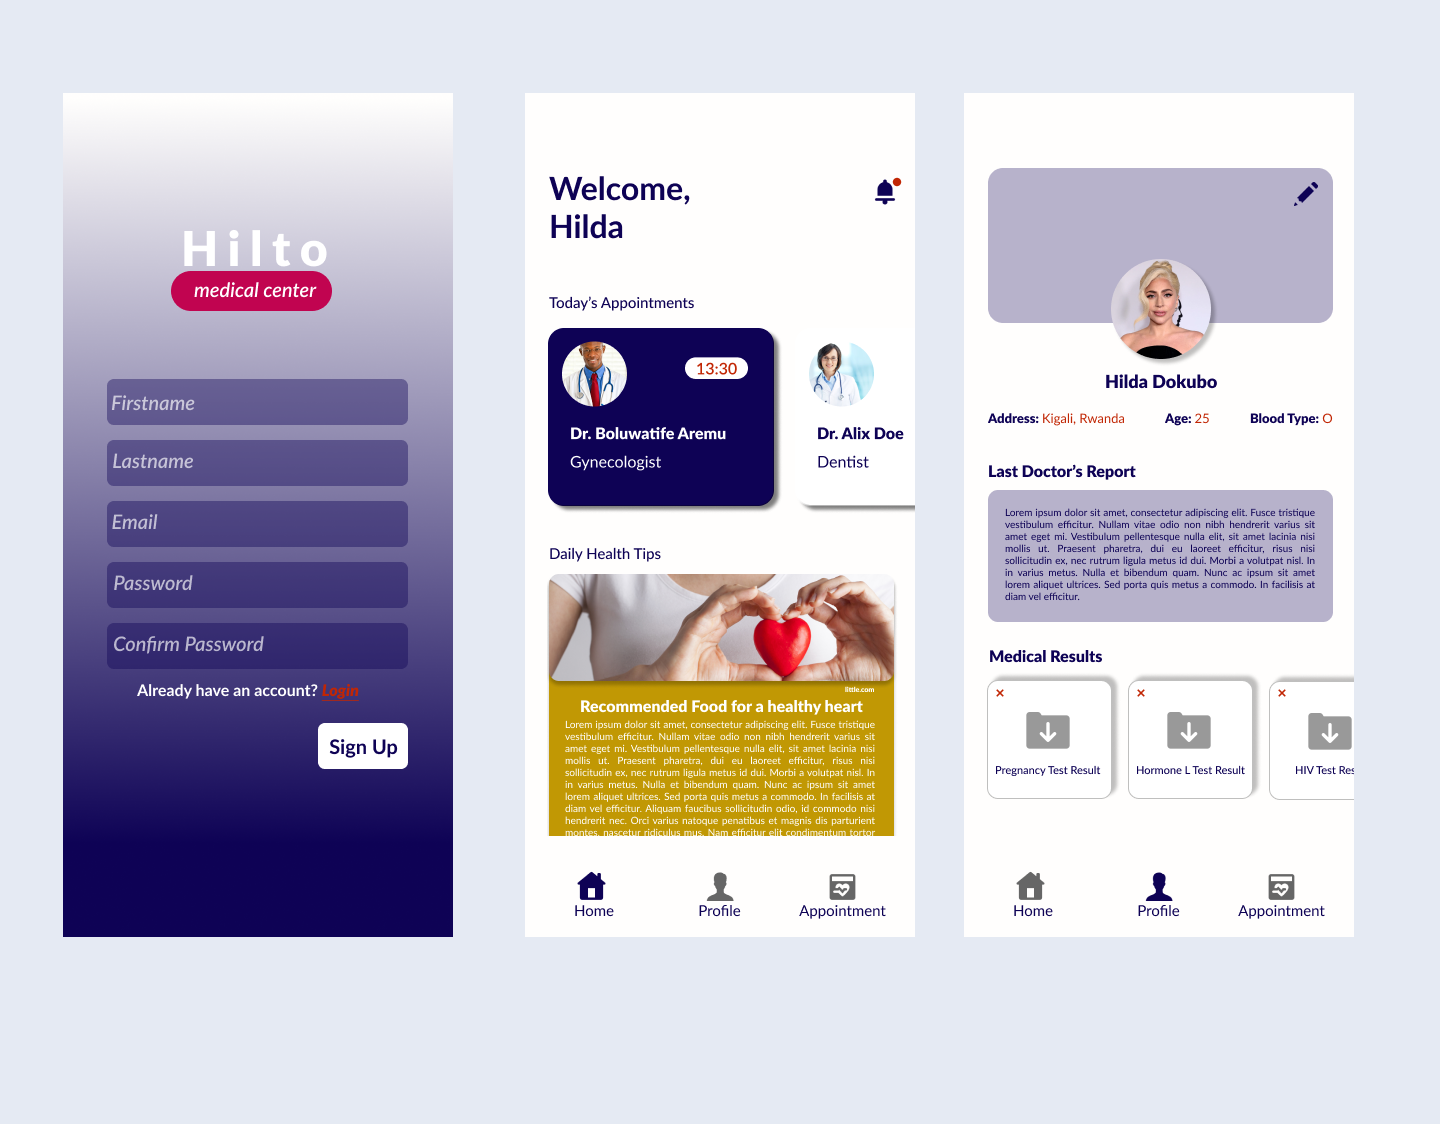 Hilto
medical center
Firstname
Lastname
Email
Password
Confirm Password
Already have an account? Login
Sign Up
Welcome,
Hilda
Today's Appointments
13:30
Dr. Boluwatife Aremu
Gynecologist
Dr. Alix Doe
Dentist
Daily Health Tips
little.com
Recommended Food for a healthy heart
Lorem ipsum dolor sit amet, consectetur adipiscing elit. Fusce tristique
vestibulum efficitur. Nullam vitae odio non nibh hendrerit varius sit
amet eget mi. Vestibulum pellentesque nulla elit, sit amet lacinia nisi
mollis ut. Praesent pharetra, dui eu laoreet efficitur, risus nisi
sollicitudin ex, nec rutrum ligula metus id dui. Morbi a volutpat nisl. In
in varius metus. Nulla et bibendum quam. Nunc ac ipsum sit amet
lorem aliquet ultrices. Sed porta quis metus a commodo. In facilisis at
diam vel efficitur. Aliquam faucibus sollicitudin odio, id commodo nisi
hendrerit nec. Orci varius natoque penatibus et magnis dis parturient
montes, nascetur ridiculus mus. Nam efficitur elit condimentum tortor
Home
Profile
Appointment
Hilda Dokubo
Address: Kigali, Rwanda
Age: 25
Blood Type: O
Last Doctor's Report
Lorem ipsum dolor sit amet, consectetur adipiscing elit. Fusce tristique
vestibulum efficitur. Nullam vitae odio non nibh hendrerit varius sit
amet eget mi. Vestibulum pellentesque nulla elit, sit amet lacinia nisi
mollis ut. Praesent pharetra, dui eu laoreet efficitur, risus nisi
sollicitudin ex, nec rutrum ligula metus id dui. Morbi a volutpat nisl. In
in varius metus. Nulla et bibendum quam. Nunc ac ipsum sit amet
lorem aliquet ultrices. Sed porta quis metus a commodo. In facilisis at
diam vel efficitur.
Medical Results
Pregnancy Test Result
Hormone L Test Result
HIV Test Res
Home
Profile
Appointment